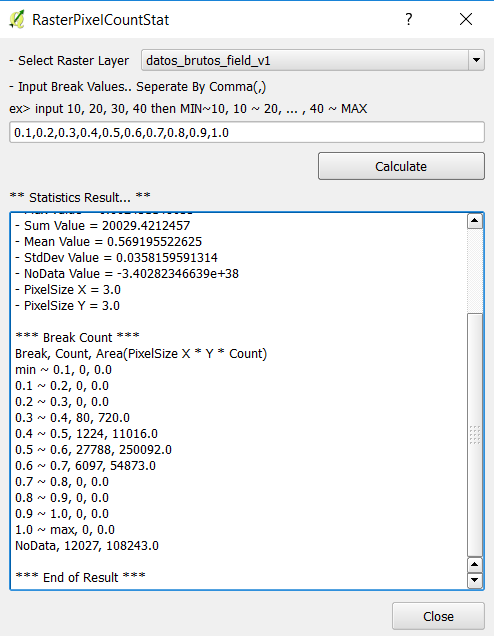 RasterPixelCountStat
?
- Select Raster Layer datos_brutos_field_v1
- Input Break Values.. Seperate By Comma(,)
ex> input 10, 20, 30, 40 then MIN~10, 10 ~ 20, ... , 40 ~ MAX
0.1,0.2,0.3,0.4,0.5,0.6,0.7,0.8,0.9,1.0
Calculate
** Statistics Result... **
- Sum Value = 20029.4212457
- Mean Value = 0.569195522625
- StdDev Value = 0.0358159591314
- NoData Value = -3.40282346639e+38
- PixelSize X = 3.0
- PixelSize Y = 3.0
*** Break Count ***
Break, Count, Area(PixelSize X * Y * Count)
min ~ 0.1, 0, 0.0
0.1 ~ 0.2, 0, 0.0
0.2 ~ 0.3, 0, 0.0
0.3 ~ 0.4, 80, 720.0
0.4 ~ 0.5, 1224, 11016.0
0.5 ~ 0.6, 27788, 250092.0
0.6 ~ 0.7, 6097, 54873.0
0.7 ~ 0.8, 0, 0.0
0.8 ~ 0.9, 0, 0.0
0.9 ~ 1.0, 0, 0.0
1.0 ~ max, 0, 0.0
NoData, 12027, 108243.0
*** End of Result ***
Close